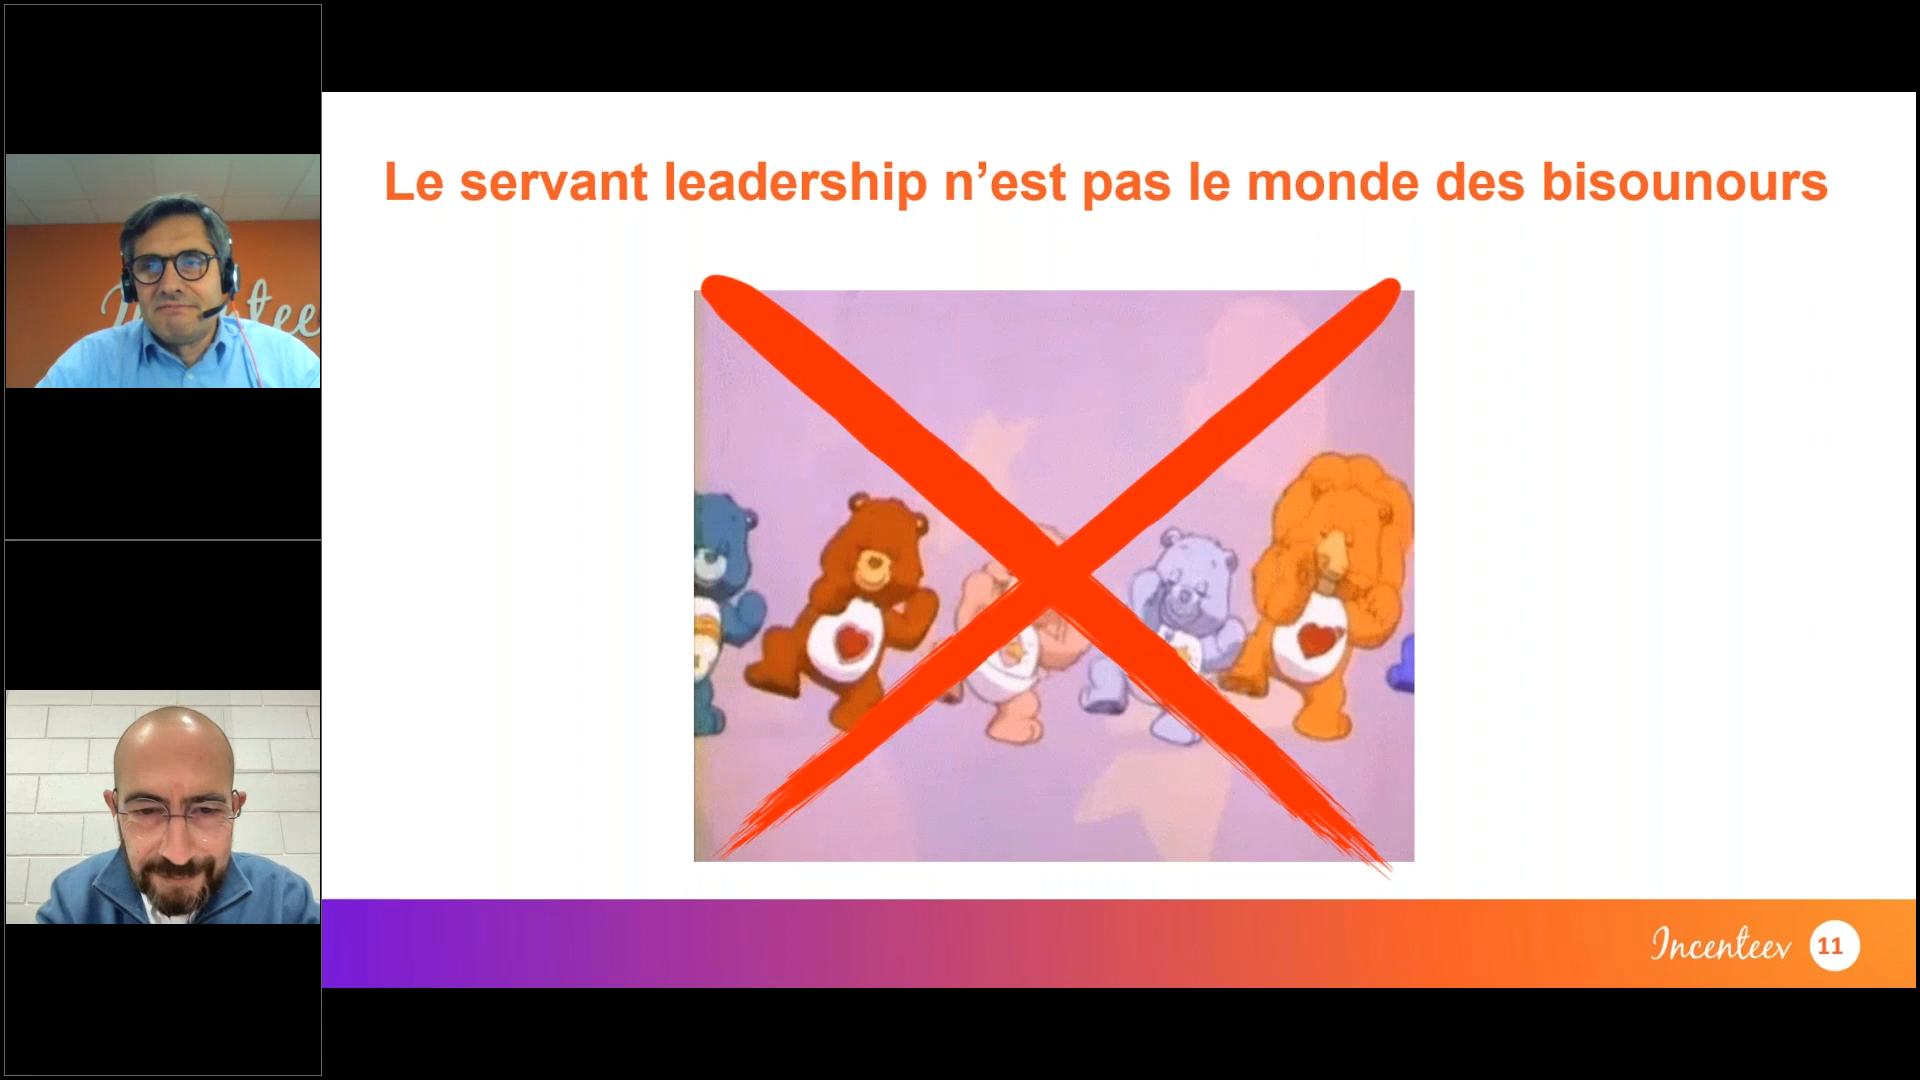 Le servant leadership n’est pas le monde des bisounours
Incenteev
11